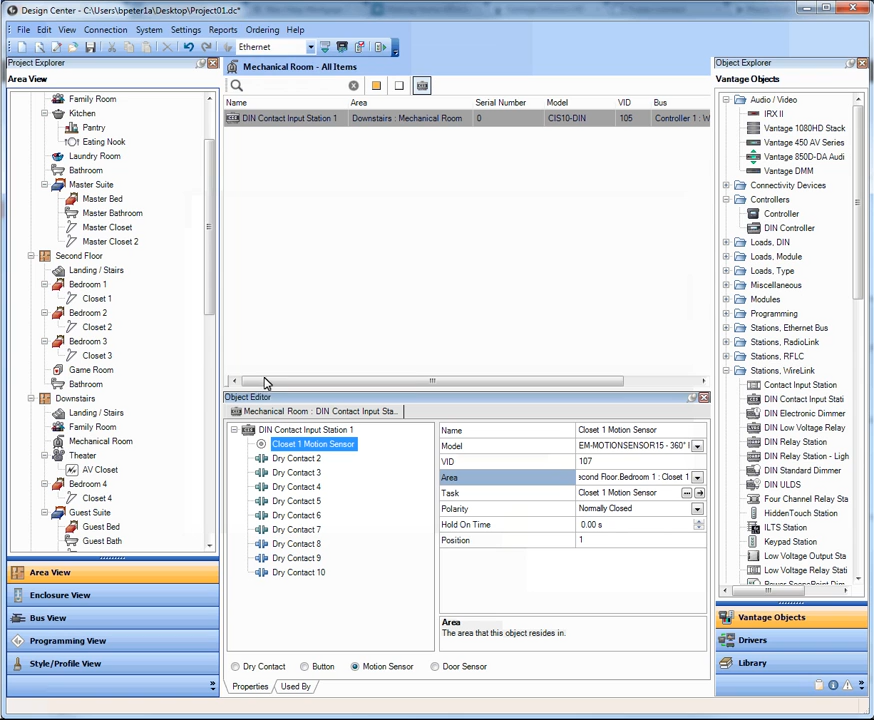 Design Center - C:\Users\bpeter1a\Desktop\Project01.dc*
File Edit View Connection System Settings Reports Ordering Help
Ethernet
Project Explorer
Area View
Family Room
Kitchen
Pantry
Eating Nook
Laundry Room
Bathroom
Master Suite
Master Bed
Master Bathroom
Master Closet
Master Closet 2
Second Floor
Landing / Stairs
Bedroom 1
Closet 1
Bedroom 2
Closet 2
Bedroom 3
Closet 3
Game Room
Bathroom
Downstairs
Landing / Stairs
Family Room
Mechanical Room
Theater
AV Closet
Bedroom 4
Closet 4
Guest Suite
Guest Bed
Guest Bath
Area View
Enclosure View
Bus View
Programming View
Style/Profile View
Mechanical Room - All Items
Name Area Serial Number Model VID Bus
DIN Contact Input Station 1 Downstairs : Mechanical Room 0 CIS10-DIN 105 Controller 1 : W
Object Editor
Mechanical Room : DIN Contact Input Sta...
DIN Contact Input Station 1
Closet 1 Motion Sensor
Dry Contact 2
Dry Contact 3
Dry Contact 4
Dry Contact 5
Dry Contact 6
Dry Contact 7
Dry Contact 8
Dry Contact 9
Dry Contact 10
Name Closet 1 Motion Sensor
Model EM-MOTIONSENSOR15 - 360°
VID 107
Area econd Floor.Bedroom 1 : Closet 1
Task Closet 1 Motion Sensor
Polarity Normally Closed
Hold On Time 0.00 s
Position 1
Area
The area that this object resides in.
Dry Contact Button Motion Sensor Door Sensor
Properties Used By
Object Explorer
Vantage Objects
Audio / Video
IRX II
Vantage 1080HD Stack
Vantage 450 AV Series
Vantage 850D-DA Audi
Vantage DMM
Connectivity Devices
Controllers
Controller
DIN Controller
Loads, DIN
Loads, Module
Loads, Type
Miscellaneous
Modules
Programming
Stations, Ethernet Bus
Stations, RadioLink
Stations, RFLC
Stations, WireLink
Contact Input Station
DIN Contact Input Stati
DIN Electronic Dimmer
DIN Low Voltage Relay
DIN Relay Station
DIN Relay Station - Ligh
DIN Standard Dimmer
DIN ULDS
Four Channel Relay Sta
HiddenTouch Station
ILTS Station
Keypad Station
Low Voltage Output Sta
Low Voltage Relay Stati
Power ScenePoint Dim
Vantage Objects
Drivers
Library